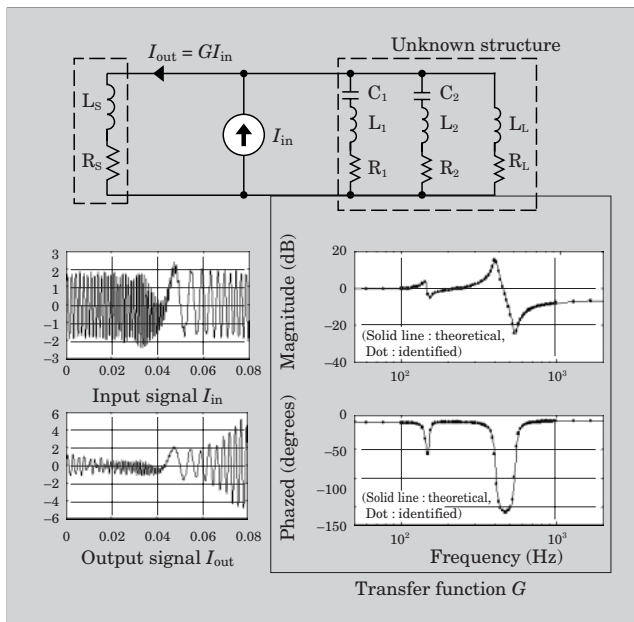 Unknown structure
I_out = GI_in
L_S
R_S
I_in
C_1
L_1
R_1
C_2
L_2
R_2
L_L
R_L
3
2
1
0
−1
−2
−3
0 0.02 0.04 0.06 0.08
Input signal I_in
6
4
2
0
−2
−4
−6
0 0.02 0.04 0.06 0.08
Output signal I_out
Magnitude (dB)
20
0
−20
−40
(Solid line : theoretical,
Dot : identified)
10²
10³
Phazed (degrees)
0
−50
−100
−150
(Solid line : theoretical,
Dot : identified)
10²
10³
Frequency (Hz)
Transfer function G